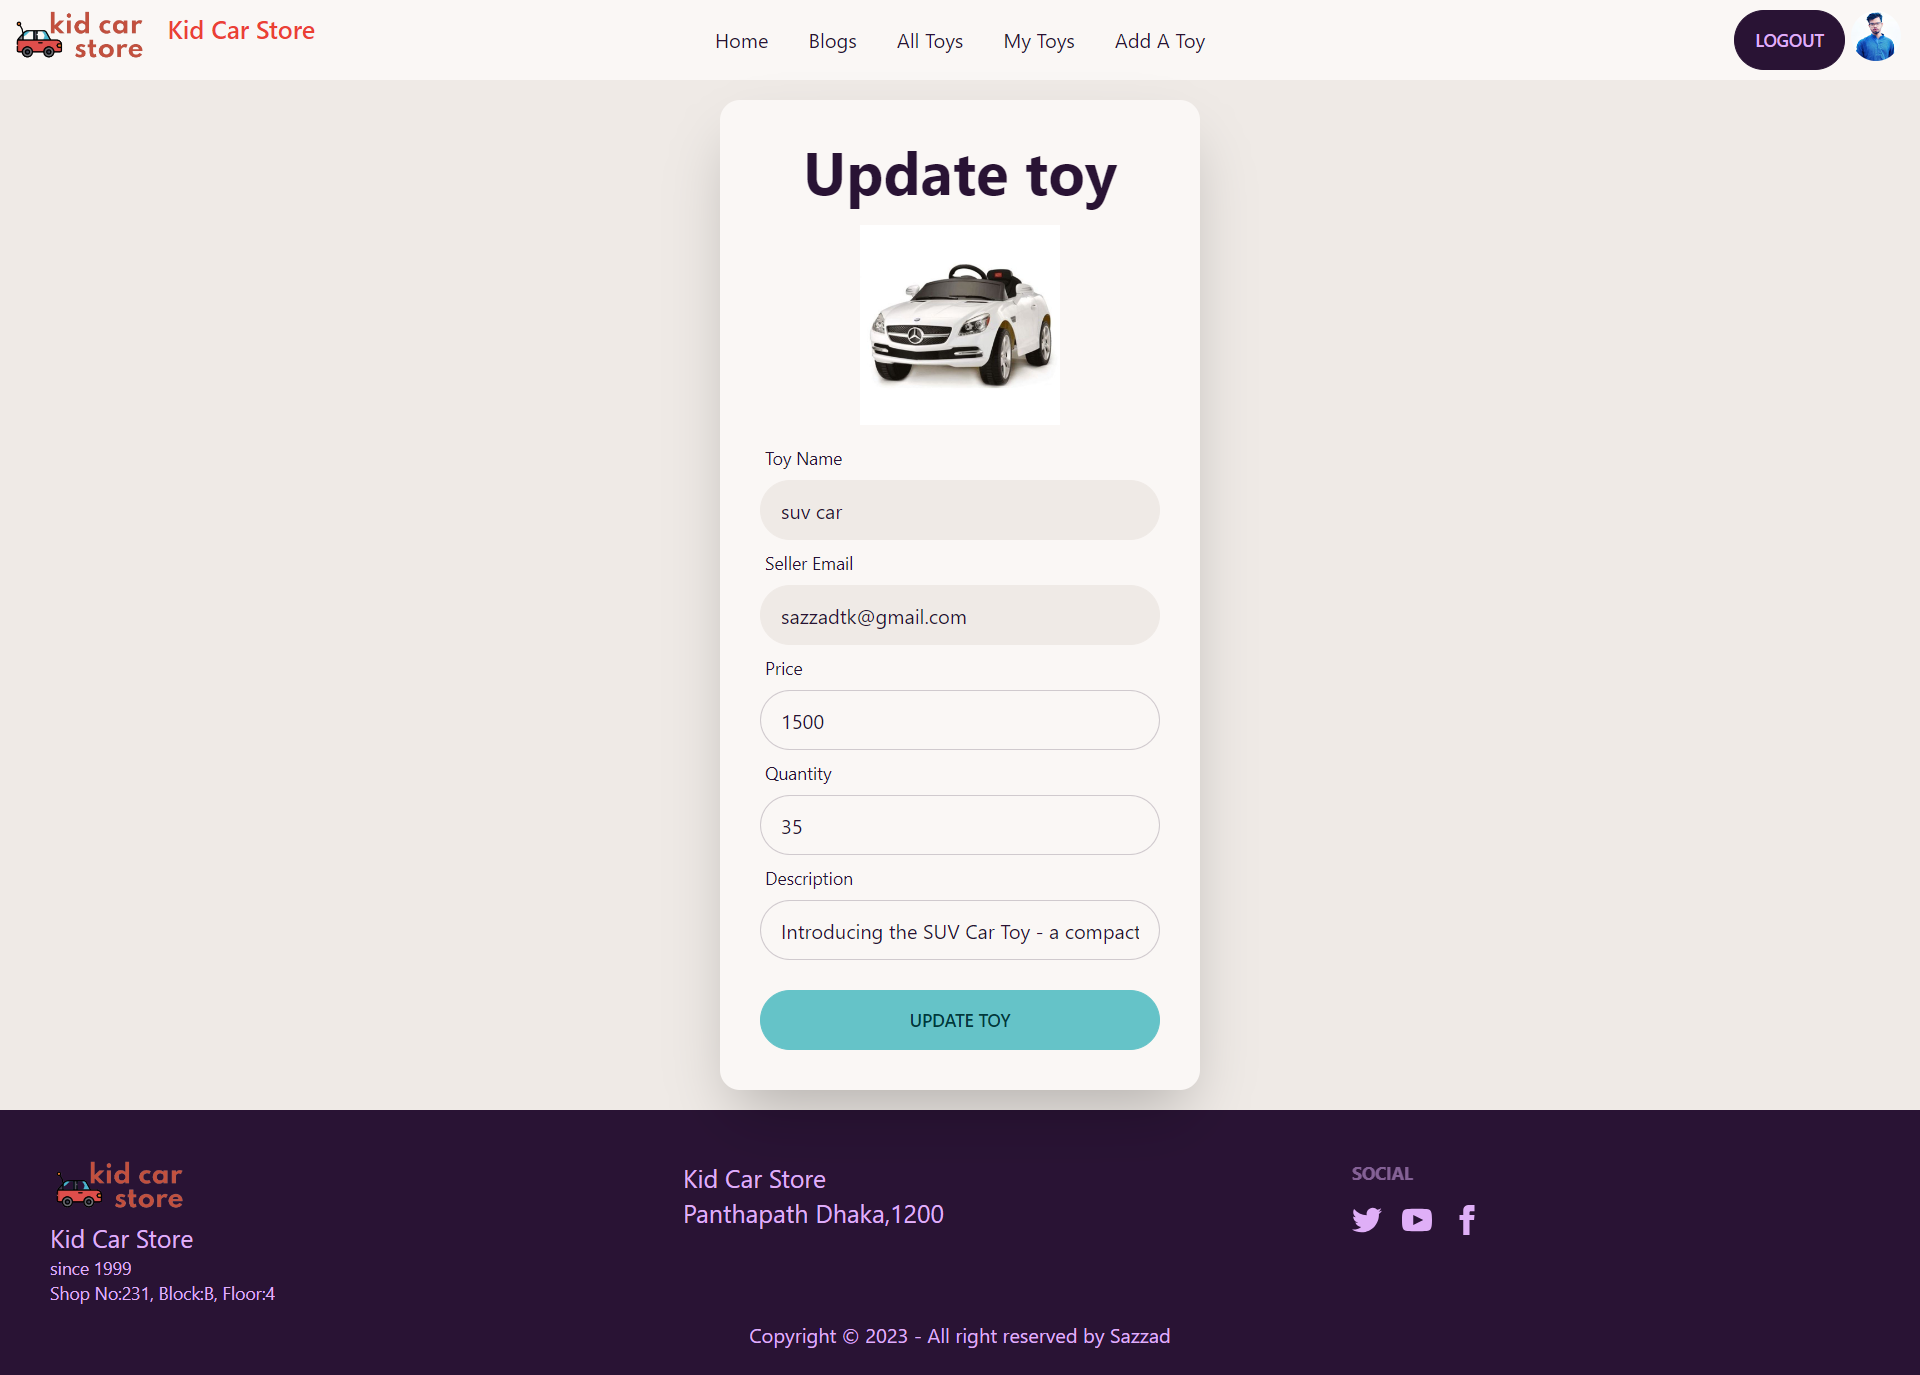 kid car
store
Kid Car Store
Home Blogs All Toys My Toys Add A Toy
LOGOUT
Update toy
Toy Name
suv car
Seller Email
sazzadtk@gmail.com
Price
1500
Quantity
35
Description
Introducing the SUV Car Toy - a compact
UPDATE TOY
kid car
store
Kid Car Store
since 1999
Shop No:231, Block:B, Floor:4
Kid Car Store
Panthapath Dhaka,1200
SOCIAL
Copyright © 2023 - All right reserved by Sazzad